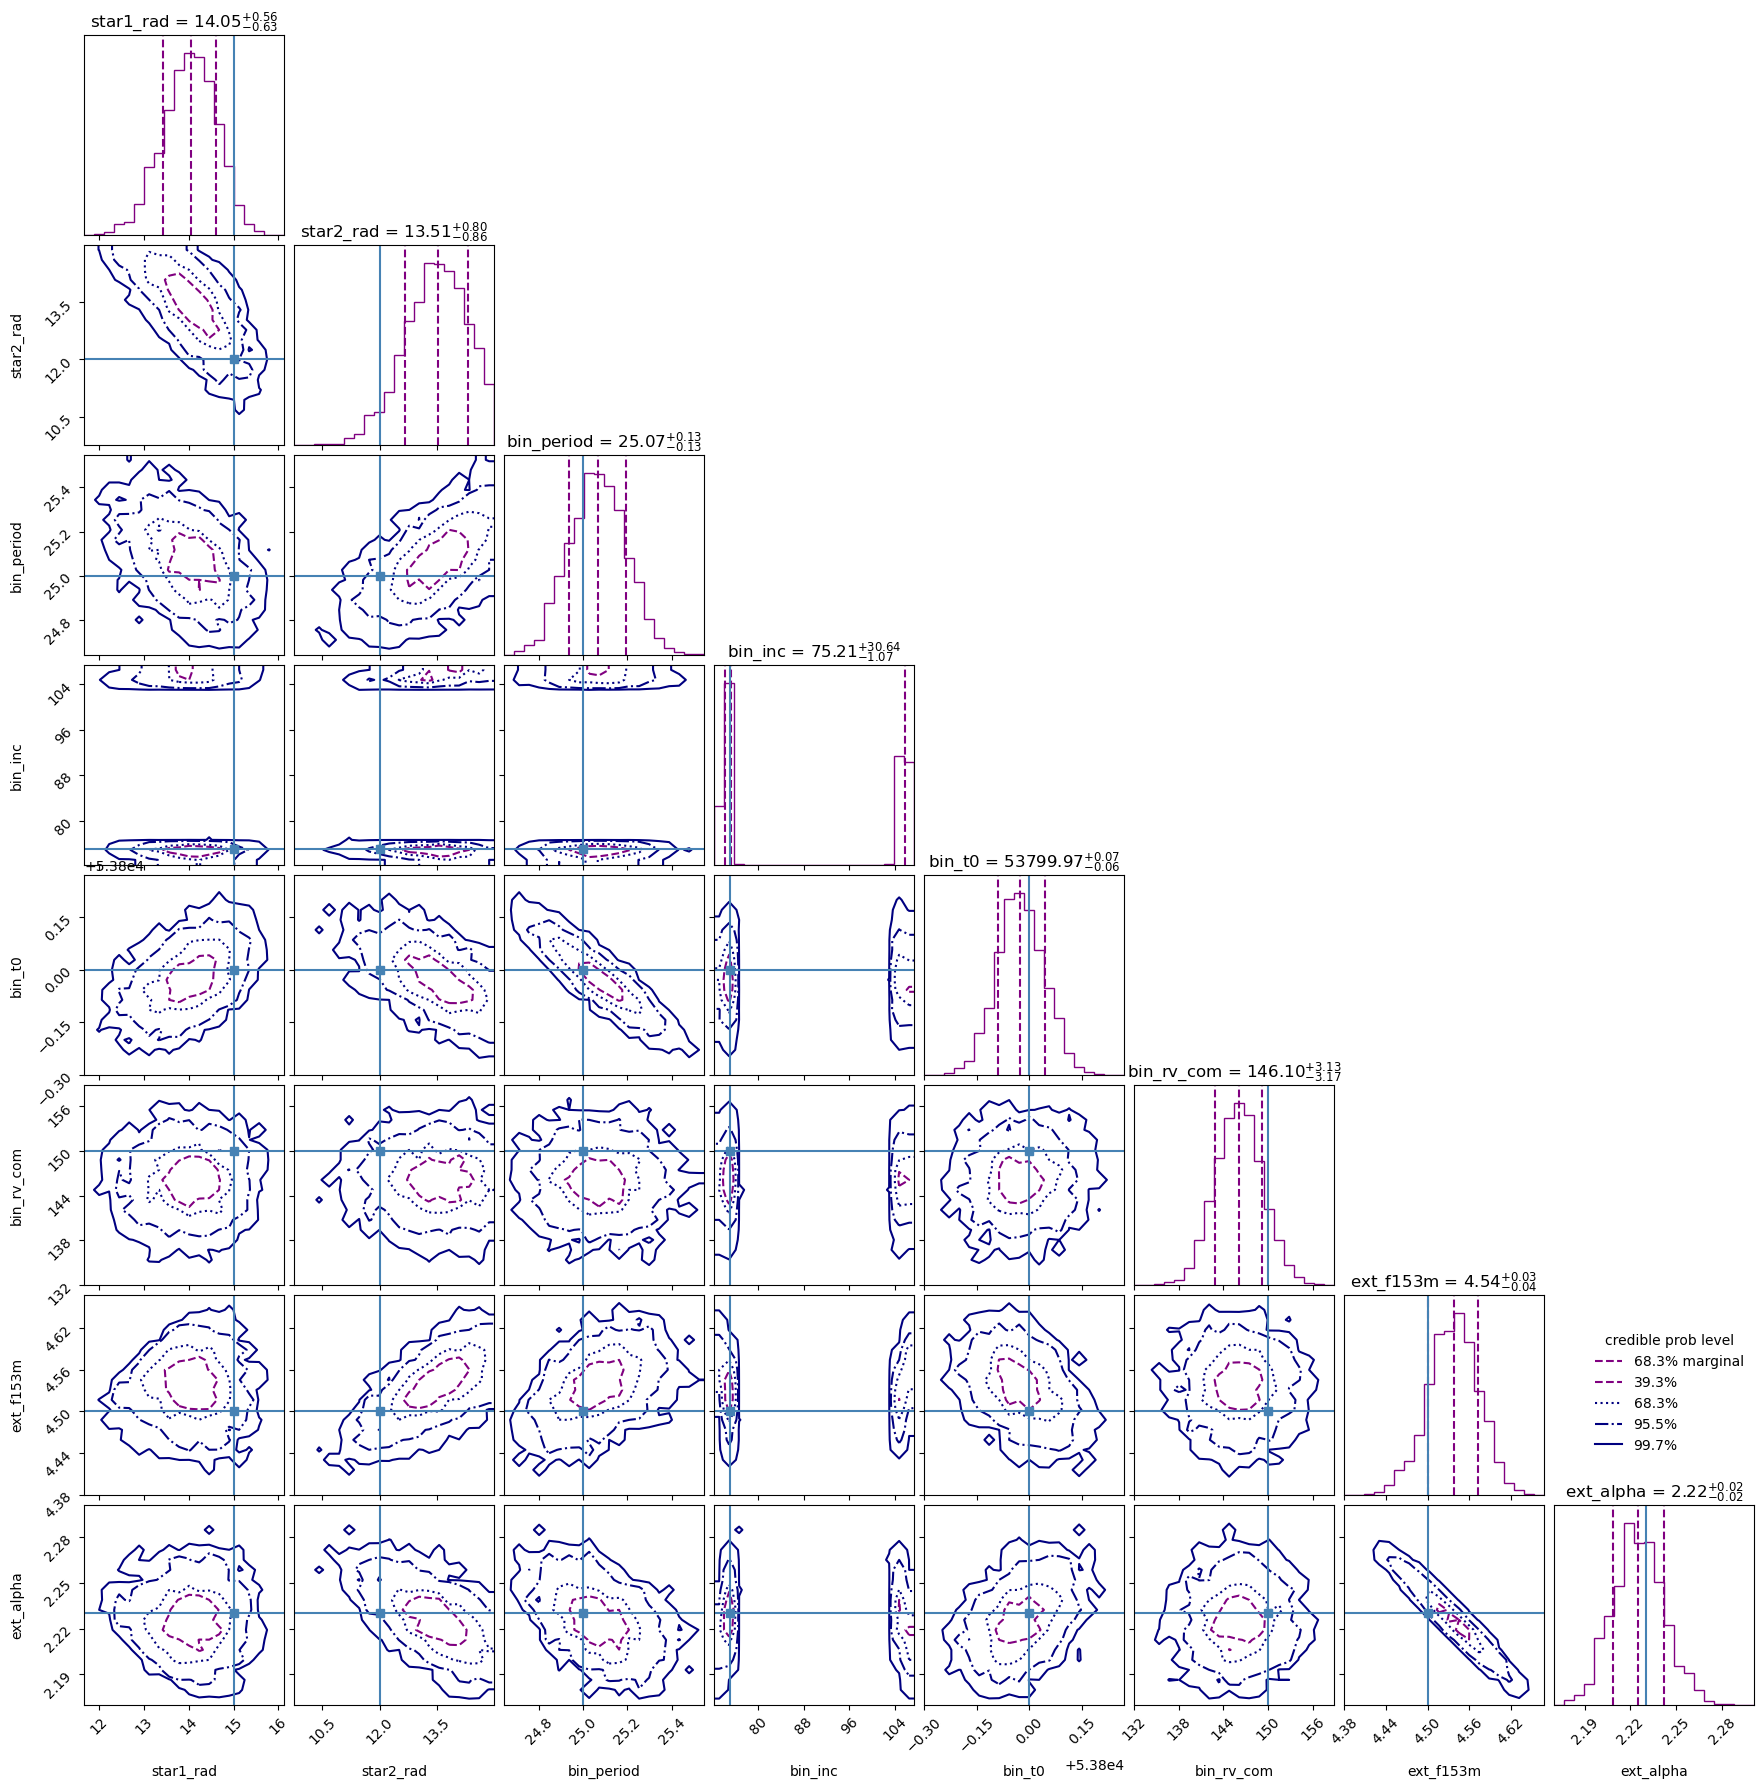 star1_rad = 14.05 +0.56 −0.63
star2_rad = 13.51 +0.80 −0.86
star2_rad
13.5
12.0
10.5
bin_period = 25.07 +0.13 −0.13
bin_period
25.4
25.2
25.0
24.8
bin_inc = 75.21 +30.64 −1.07
bin_inc
104
96
88
80
+5.38e4
bin_t0 = 53799.97 +0.07 −0.06
bin_t0
0.15
0.00
−0.15
−0.30
bin_rv_com = 146.10 +3.13 −3.17
bin_rv_com
156
150
144
138
132
ext_f153m = 4.54 +0.03 −0.04
ext_f153m
4.62
4.56
4.50
4.44
4.38
credible prob level
68.3% marginal
39.3%
68.3%
95.5%
99.7%
ext_alpha = 2.22 +0.02 −0.02
ext_alpha
2.28
2.25
2.22
2.19
12 13 14 15 16
10.5 12.0 13.5
24.8 25.0 25.2 25.4
80 88 96 104
−0.30 −0.15 0.00 0.15
132 138 144 150 156
4.38 4.44 4.50 4.56 4.62
2.19 2.22 2.25 2.28
+5.38e4
star1_rad star2_rad bin_period bin_inc bin_t0 bin_rv_com ext_f153m ext_alpha